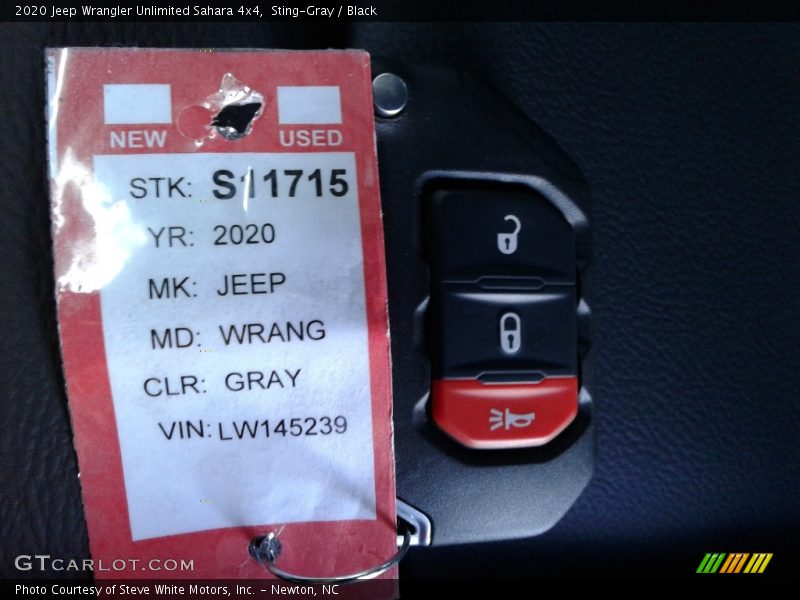 2020 Jeep Wrangler Unlimited Sahara 4x4, Sting-Gray / Black
NEW USED
STK: S11715
YR: 2020
MK: JEEP
MD: WRANG
CLR: GRAY
VIN: LW145239
GTCARLOT.COM
Photo Courtesy of Steve White Motors, Inc. - Newton, NC